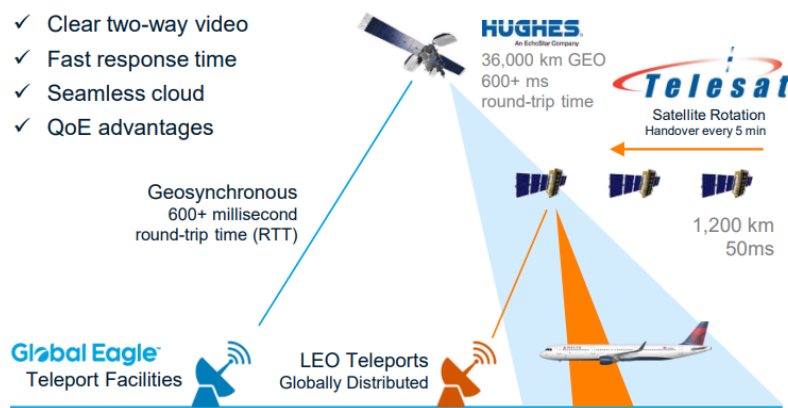 ✓ Clear two-way video
✓ Fast response time
✓ Seamless cloud
✓ QoE advantages
HUGHES.
An EchoStar Company
36,000 km GEO
600+ ms
round-trip time
Telesat
Satellite Rotation
Handover every 5 min
Geosynchronous
600+ millisecond
round-trip time (RTT)
1,200 km
50ms
Global Eagle™
Teleport Facilities
LEO Teleports
Globally Distributed
DELTA